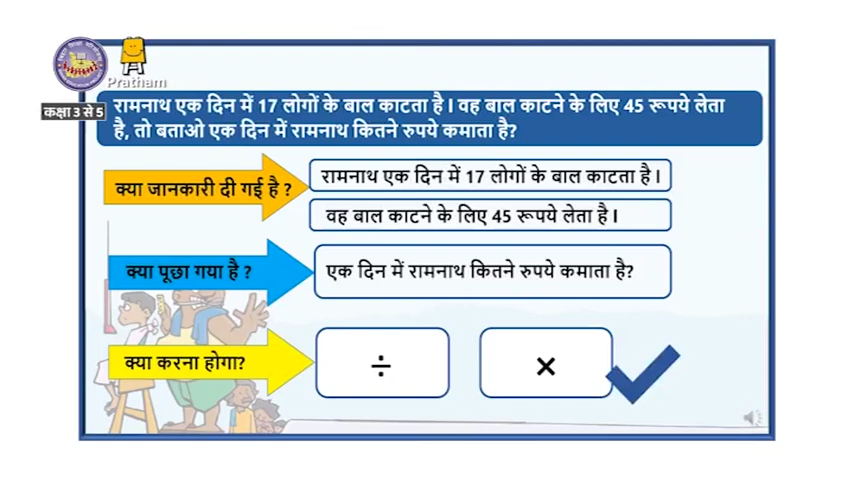 Pratham
कक्षा 3 से 5
रामनाथ एक दिन में 17 लोगों के बाल काटता है । वह बाल काटने के लिए 45 रूपये लेता
है, तो बताओ एक दिन में रामनाथ कितने रुपये कमाता है?
क्या जानकारी दी गई है ?
रामनाथ एक दिन में 17 लोगों के बाल काटता है ।
वह बाल काटने के लिए 45 रूपये लेता है ।
क्या पूछा गया है ?
एक दिन में रामनाथ कितने रुपये कमाता है?
क्या करना होगा?
÷
×